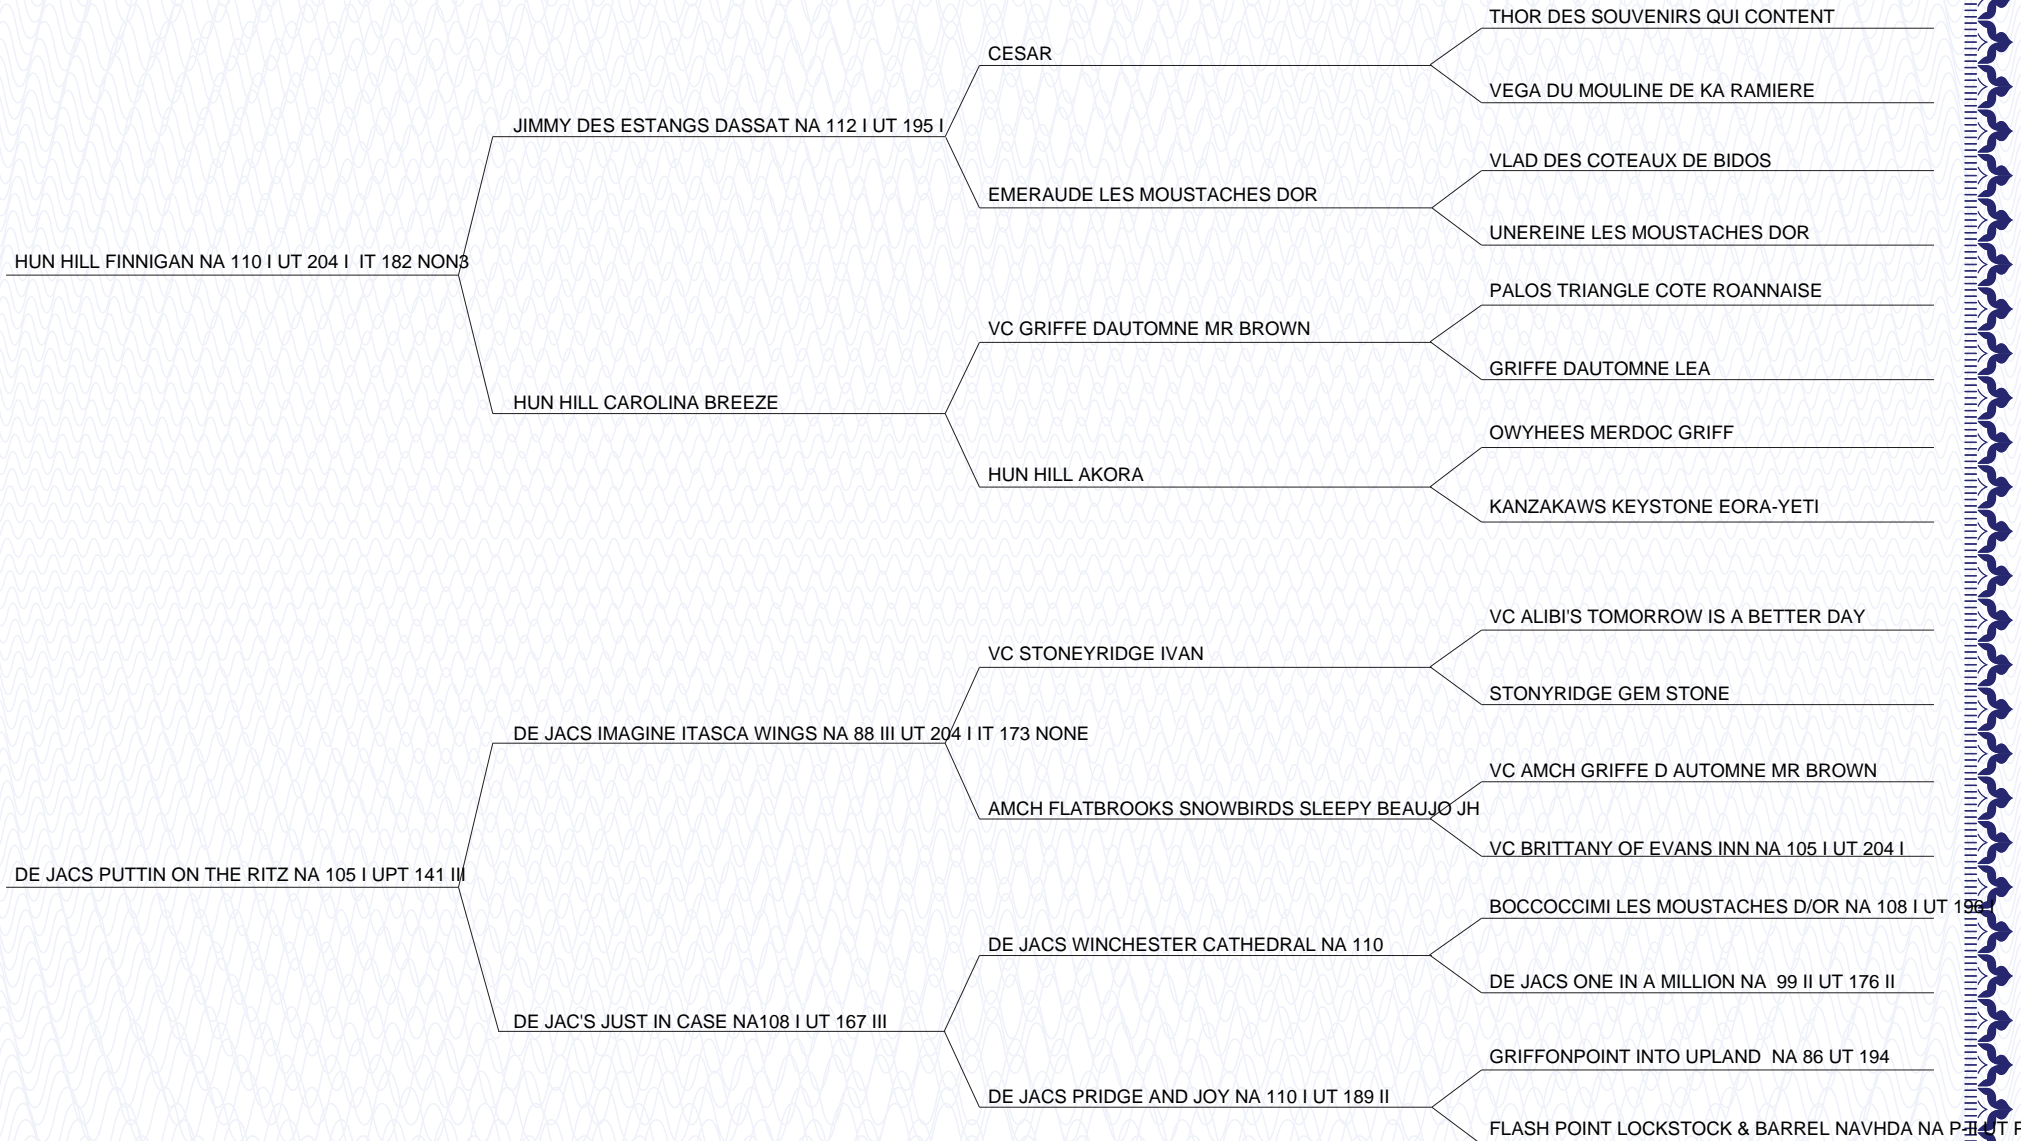 THOR DES SOUVENIRS QUI CONTENT
CESAR
VEGA DU MOULINE DE KA RAMIERE
JIMMY DES ESTANGS DASSAT NA 112 I UT 195 I
VLAD DES COTEAUX DE BIDOS
EMERAUDE LES MOUSTACHES DOR
UNEREINE LES MOUSTACHES DOR
HUN HILL FINNIGAN NA 110 I UT 204 I  IT 182 NON3
PALOS TRIANGLE COTE ROANNAISE
VC GRIFFE DAUTOMNE MR BROWN
GRIFFE DAUTOMNE LEA
HUN HILL CAROLINA BREEZE
OWYHEES MERDOC GRIFF
HUN HILL AKORA
KANZAKAWS KEYSTONE EORA-YETI
VC ALIBI'S TOMORROW IS A BETTER DAY
VC STONEYRIDGE IVAN
STONYRIDGE GEM STONE
DE JACS IMAGINE ITASCA WINGS NA 88 III UT 204 I IT 173 NONE
VC AMCH GRIFFE D AUTOMNE MR BROWN
AMCH FLATBROOKS SNOWBIRDS SLEEPY BEAUJO JH
VC BRITTANY OF EVANS INN NA 105 I UT 204 I
DE JACS PUTTIN ON THE RITZ NA 105 I UPT 141 III
BOCCOCCIMI LES MOUSTACHES D/OR NA 108 I UT 196 I
DE JACS WINCHESTER CATHEDRAL NA 110
DE JACS ONE IN A MILLION NA  99 II UT 176 II
DE JAC'S JUST IN CASE NA108 I UT 167 III
GRIFFONPOINT INTO UPLAND  NA 86 UT 194
DE JACS PRIDGE AND JOY NA 110 I UT 189 II
FLASH POINT LOCKSTOCK & BARREL NAVHDA NA P-II UT